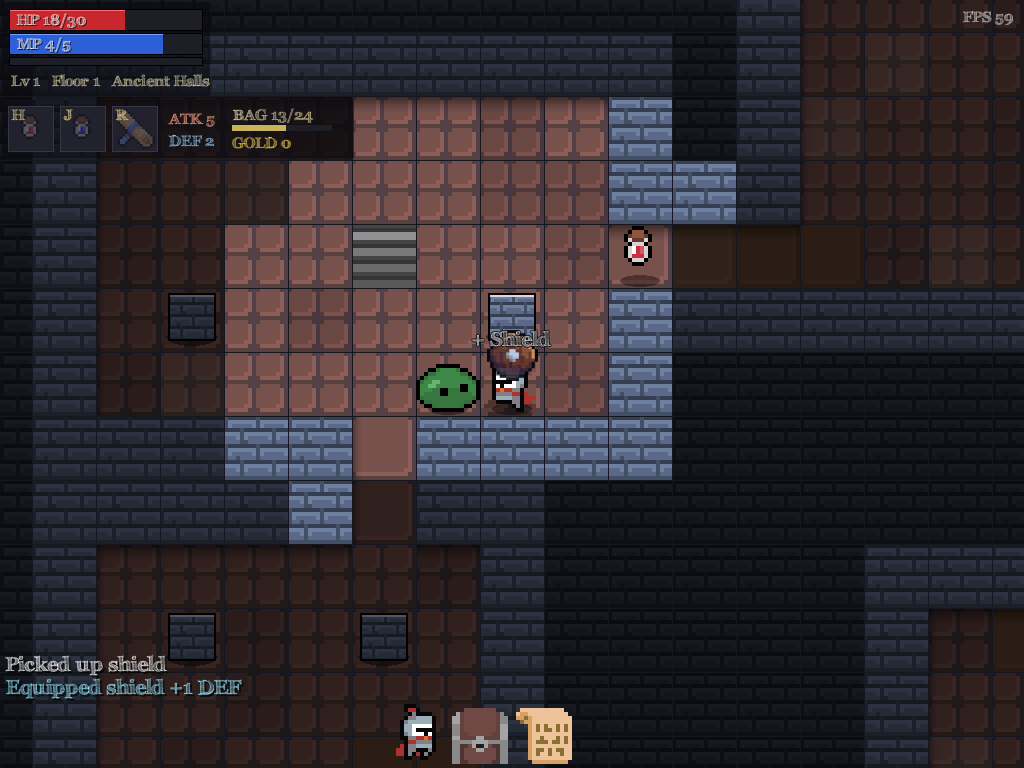 HP 18/30
FPS 59
MP 4/5
Lv 1 Floor 1 Ancient Halls
H J R ATK 5 BAG 13/24
DEF 2 GOLD 0
+ Shield
Picked up shield
Equipped shield +1 DEF